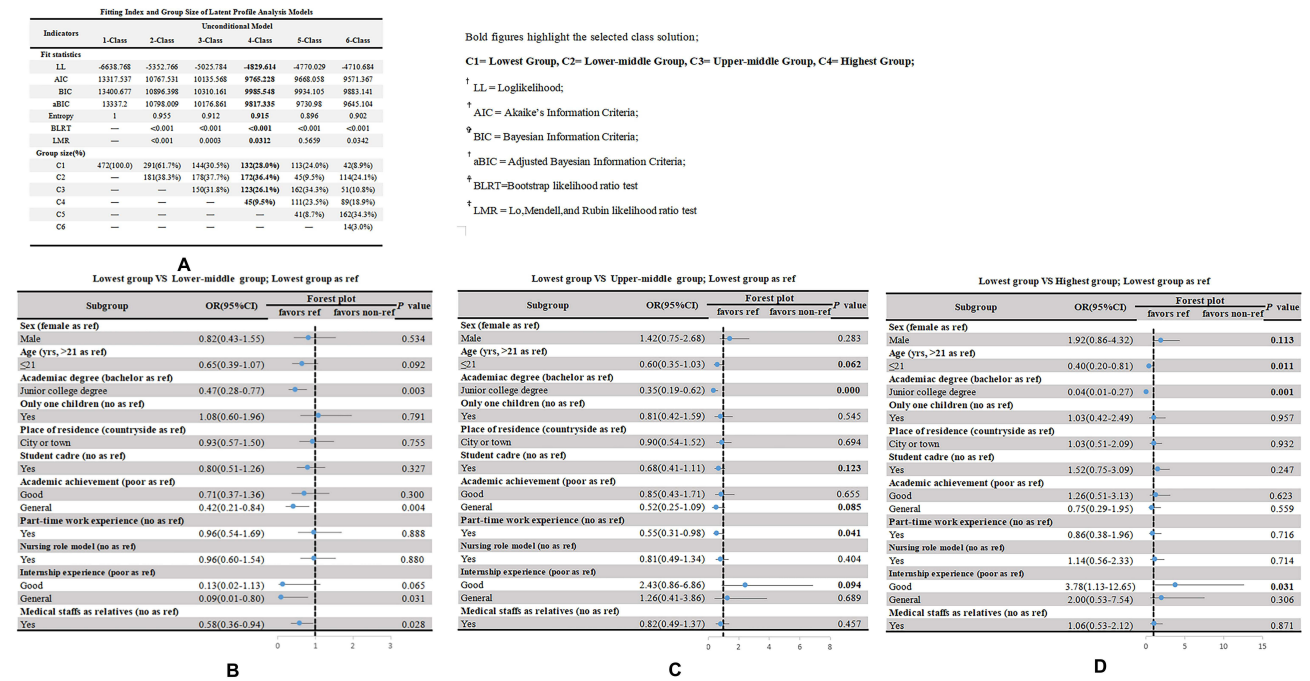 Fitting Index and Group Size of Latent Profile Analysis Models
Indicators Unconditional Model
1-Class 2-Class 3-Class 4-Class 5-Class 6-Class
Fit statistics
LL -6638.768 -5352.766 -5025.784 -4829.614 -4770.029 -4710.684
AIC 13317.537 10767.531 10135.568 9765.228 9668.058 9571.367
BIC 13400.677 10896.398 10310.161 9985.548 9934.105 9883.141
aBIC 13337.2 10798.009 10176.861 9817.335 9730.98 9645.104
Entropy 1 0.955 0.912 0.915 0.896 0.902
BLRT — <0.001 <0.001 <0.001 <0.001 <0.001
LMR — <0.001 0.0003 0.0312 0.5659 0.0342
Group size(%)
C1 472(100.0) 291(61.7%) 144(30.5%) 132(28.0%) 113(24.0%) 42(8.9%)
C2 — 181(38.3%) 178(37.7%) 172(36.4%) 45(9.5%) 114(24.1%)
C3 — — 150(31.8%) 123(26.1%) 162(34.3%) 51(10.8%)
C4 — — — 45(9.5%) 111(23.5%) 89(18.9%)
C5 — — — — 41(8.7%) 162(34.3%)
C6 — — — — 14(3.0%)
A
Bold figures highlight the selected class solution;
C1= Lowest Group, C2= Lower-middle Group, C3= Upper-middle Group, C4= Highest Group;
† LL = Loglikelihood;
† AIC = Akaike's Information Criteria;
† BIC = Bayesian Information Criteria;
† aBIC = Adjusted Bayesian Information Criteria;
† BLRT=Bootstrap likelihood ratio test
† LMR = Lo,Mendell,and Rubin likelihood ratio test
Lowest group VS Lower-middle group; Lowest group as ref
Subgroup OR(95%CI) Forest plot P value
favors ref favors non-ref
Sex (female as ref)
Male 0.82(0.43-1.55) 0.534
Age (yrs, >21 as ref)
≤21 0.65(0.39-1.07) 0.092
Academiac degree (bachelor as ref)
Junior college degree 0.47(0.28-0.77) 0.003
Only one children (no as ref)
Yes 1.08(0.60-1.96) 0.791
Place of residence (countryside as ref)
City or town 0.93(0.57-1.50) 0.755
Student cadre (no as ref)
Yes 0.80(0.51-1.26) 0.327
Academic achievement (poor as ref)
Good 0.71(0.37-1.36) 0.300
General 0.42(0.21-0.84) 0.004
Part-time work experience (no as ref)
Yes 0.96(0.54-1.69) 0.888
Nursing role model (no as ref)
Yes 0.96(0.60-1.54) 0.880
Internship experience (poor as ref)
Good 0.13(0.02-1.13) 0.065
General 0.09(0.01-0.80) 0.031
Medical staffs as relatives (no as ref)
Yes 0.58(0.36-0.94) 0.028
0 1 2 3
B
Lowest group VS Upper-middle group; Lowest group as ref
Subgroup OR(95%CI) Forest plot P value
favors ref favors non-ref
Sex (female as ref)
Male 1.42(0.75-2.68) 0.283
Age (yrs, >21 as ref)
≤21 0.60(0.35-1.03) 0.062
Academiac degree (bachelor as ref)
Junior college degree 0.35(0.19-0.62) 0.000
Only one children (no as ref)
Yes 0.81(0.42-1.59) 0.545
Place of residence (countryside as ref)
City or town 0.90(0.54-1.52) 0.694
Student cadre (no as ref)
Yes 0.68(0.41-1.11) 0.123
Academic achievement (poor as ref)
Good 0.85(0.43-1.71) 0.655
General 0.52(0.25-1.09) 0.085
Part-time work experience (no as ref)
Yes 0.55(0.31-0.98) 0.041
Nursing role model (no as ref)
Yes 0.81(0.49-1.34) 0.404
Internship experience (poor as ref)
Good 2.43(0.86-6.86) 0.094
General 1.26(0.41-3.86) 0.689
Medical staffs as relatives (no as ref)
Yes 0.82(0.49-1.37) 0.457
0 2 4 6 8
C
Lowest group VS Highest group; Lowest group as ref
Subgroup OR(95%CI) Forest plot P value
favors ref favors non-ref
Sex (female as ref)
Male 1.92(0.86-4.32) 0.113
Age (yrs, >21 as ref)
≤21 0.40(0.20-0.81) 0.011
Academiac degree (bachelor as ref)
Junior college degree 0.04(0.01-0.27) 0.001
Only one children (no as ref)
Yes 1.03(0.42-2.49) 0.957
Place of residence (countryside as ref)
City or town 1.03(0.51-2.09) 0.932
Student cadre (no as ref)
Yes 1.52(0.75-3.09) 0.247
Academic achievement (poor as ref)
Good 1.26(0.51-3.13) 0.623
General 0.75(0.29-1.95) 0.559
Part-time work experience (no as ref)
Yes 0.86(0.38-1.96) 0.716
Nursing role model (no as ref)
Yes 1.14(0.56-2.33) 0.714
Internship experience (poor as ref)
Good 3.78(1.13-12.65) 0.031
General 2.00(0.53-7.54) 0.306
Medical staffs as relatives (no as ref)
Yes 1.06(0.53-2.12) 0.871
0 5 10 15
D